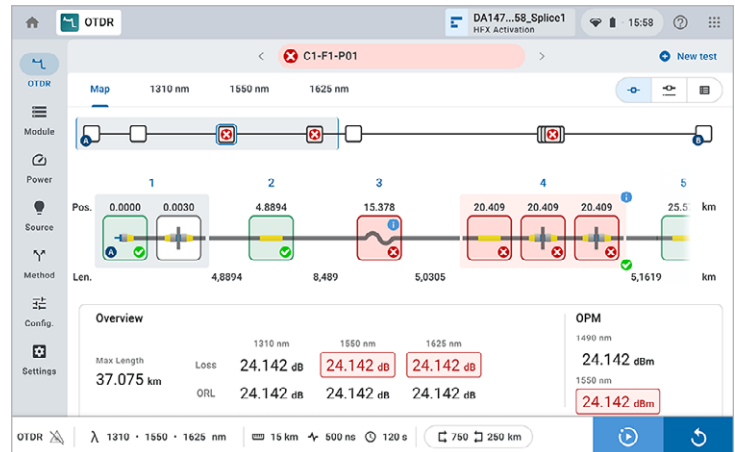 OTDR
DA147...58_Splice1
HFX Activation
15:58
C1-F1-P01
New test
OTDR
Map
1310 nm
1550 nm
1625 nm
Module
A
B
Power
1
2
3
4
5
Pos.
0.0000
0.0030
4.8894
15.378
20.409
20.409
20.409
25.5
km
Source
A
Method
Len.
4,8894
8,489
5,0305
5,1619
km
Config.
Overview
OPM
1310 nm
1550 nm
1625 nm
1490 nm
Max Length
Loss
24.142 dB
24.142 dB
24.142 dB
24.142 dBm
Settings
37.075 km
1550 nm
ORL
24.142 dB
24.142 dB
24.142 dB
24.142 dBm
OTDR
λ 1310 · 1550 · 1625 nm
15 km
500 ns
120 s
750
250 km